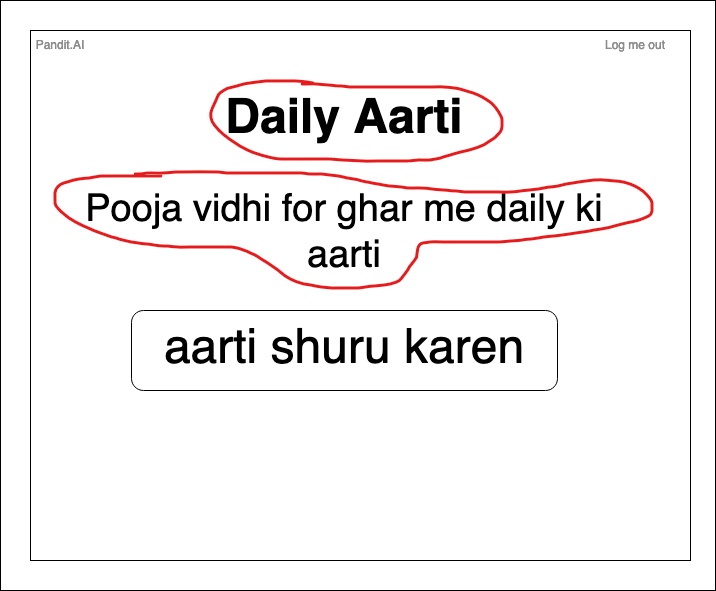 Pandit.AI
Log me out
Daily Aarti
Pooja vidhi for ghar me daily ki
aarti
aarti shuru karen